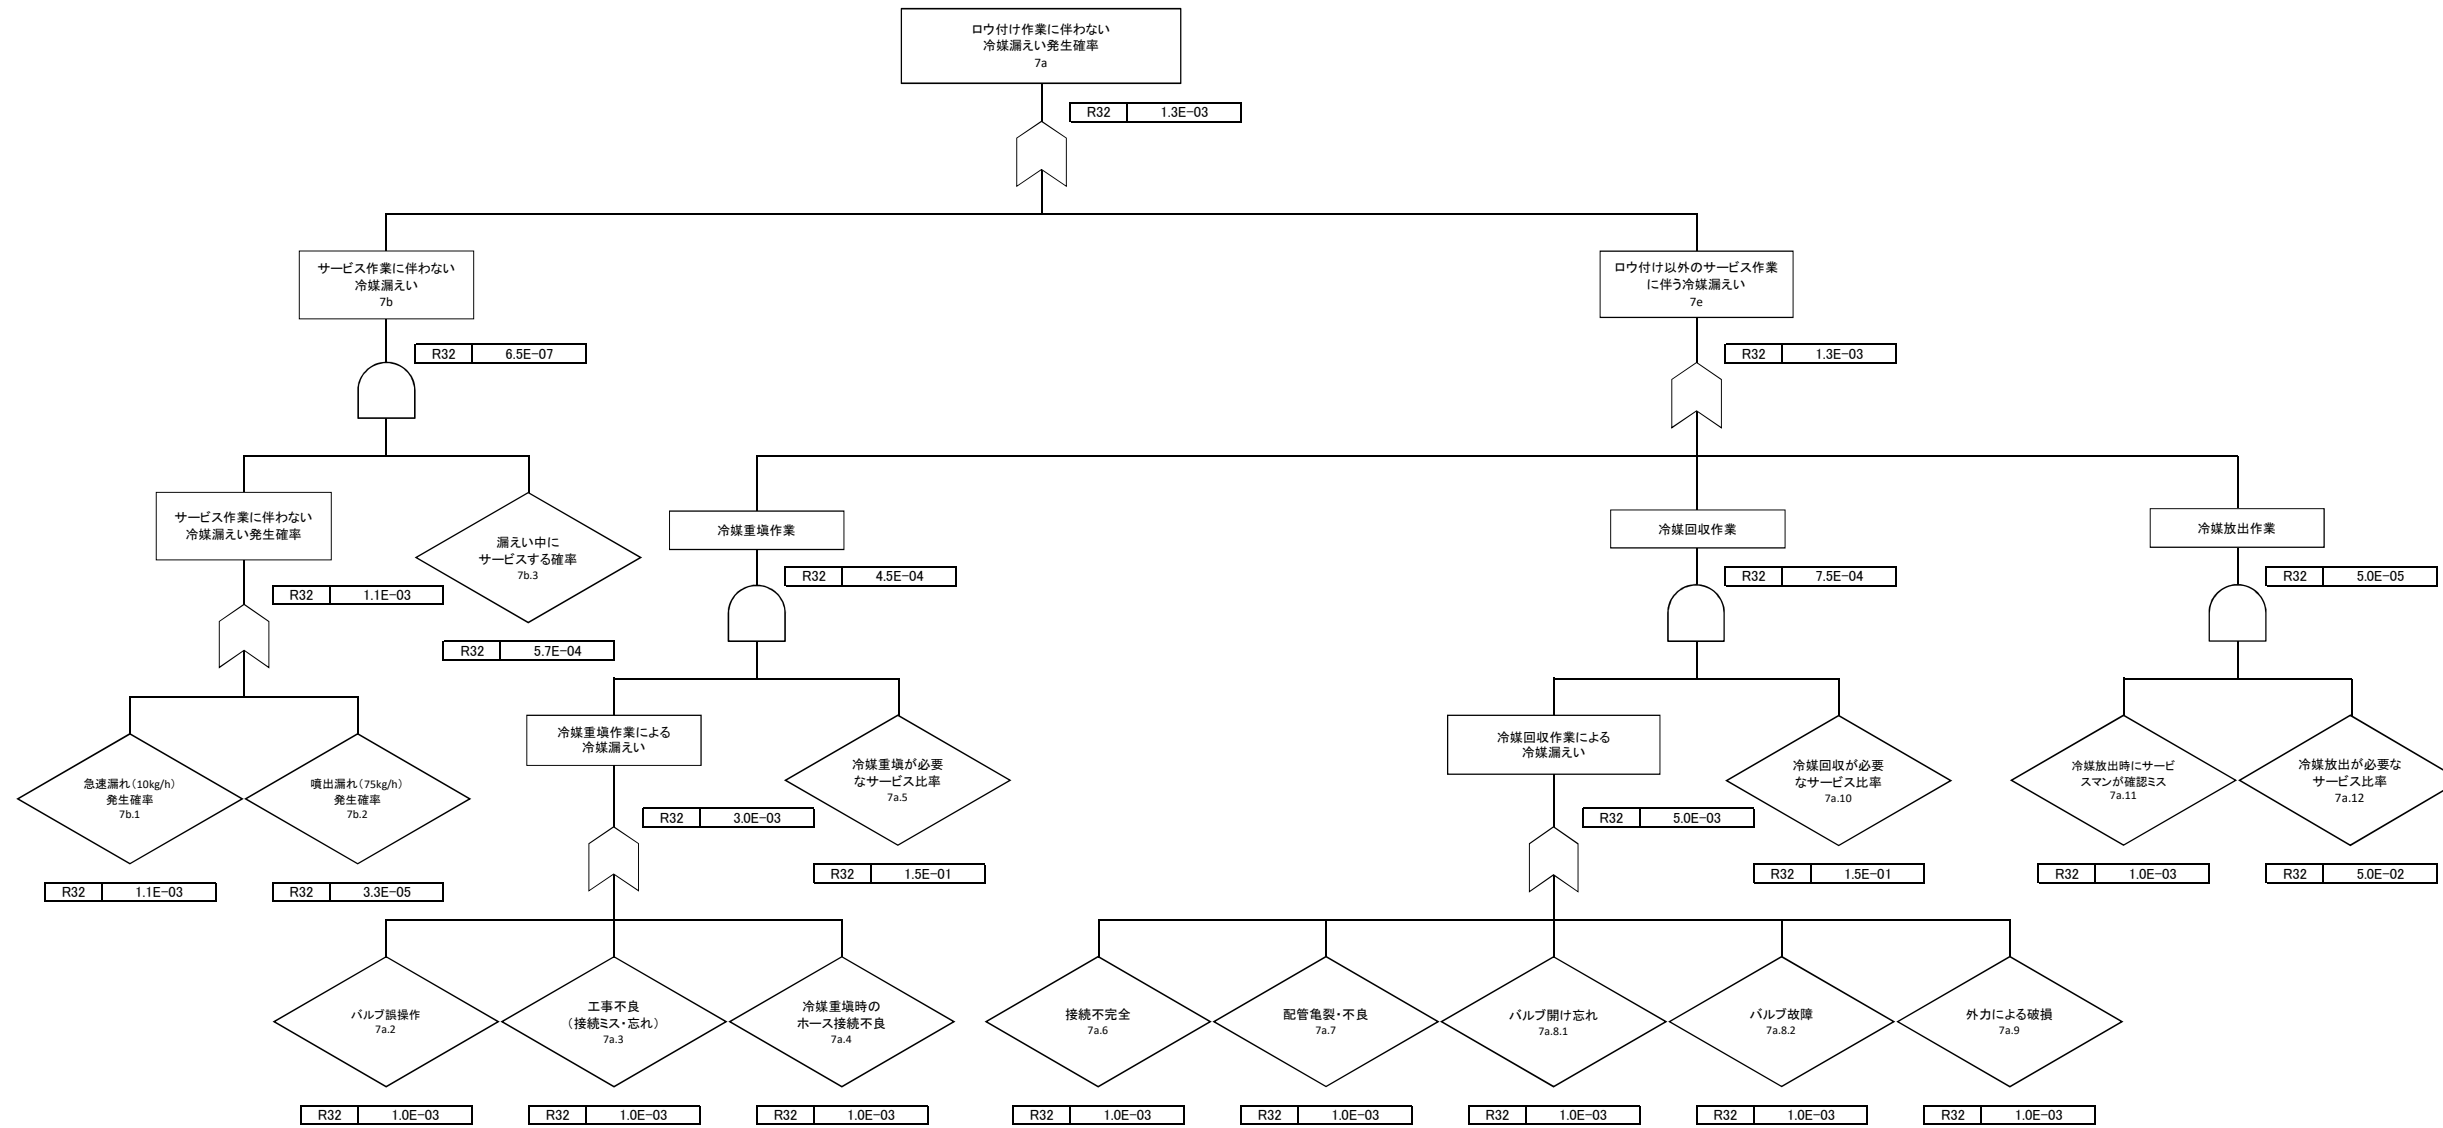 ロウ付け作業に伴わない
冷媒漏えい発生確率
7a
R32 1.3E-03
サービス作業に伴わない
冷媒漏えい
7b
R32 6.5E-07
ロウ付け以外のサービス作業
に伴う冷媒漏えい
7e
R32 1.3E-03
サービス作業に伴わない
冷媒漏えい発生確率
R32 1.1E-03
漏えい中に
サービスする確率
7b.3
R32 5.7E-04
冷媒重塡作業
R32 4.5E-04
冷媒回収作業
R32 7.5E-04
冷媒放出作業
R32 5.0E-05
急速漏れ（10kg/h）
発生確率
7b.1
R32 1.1E-03
噴出漏れ（75kg/h）
発生確率
7b.2
R32 3.3E-05
冷媒重塡作業による
冷媒漏えい
R32 3.0E-03
冷媒重塡が必要
なサービス比率
7a.5
R32 1.5E-01
冷媒回収作業による
冷媒漏えい
R32 5.0E-03
冷媒回収が必要
なサービス比率
7a.10
R32 1.5E-01
冷媒放出時にサービ
スマンが確認ミス
7a.11
R32 1.0E-03
冷媒放出が必要な
サービス比率
7a.12
R32 5.0E-02
バルブ誤操作
7a.2
R32 1.0E-03
工事不良
（接続ミス・忘れ）
7a.3
R32 1.0E-03
冷媒重塡時の
ホース接続不良
7a.4
R32 1.0E-03
接続不完全
7a.6
R32 1.0E-03
配管亀裂・不良
7a.7
R32 1.0E-03
バルブ開け忘れ
7a.8.1
R32 1.0E-03
バルブ故障
7a.8.2
R32 1.0E-03
外力による破損
7a.9
R32 1.0E-03